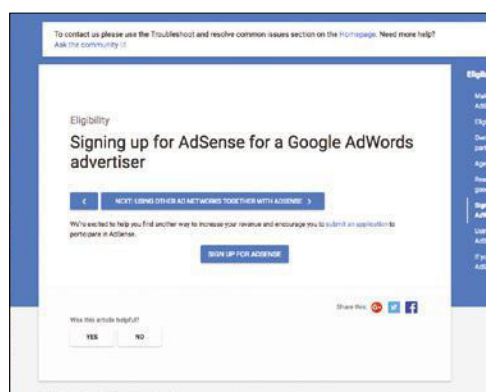 To contact us please use the Troubleshoot and resolve common issues section on the Homepage. Need more help?
Ask the community
Eligibility
Signing up for AdSense for a Google AdWords
advertiser
NEXT: USING OTHER AD NETWORKS TOGETHER WITH ADSENSE
We're excited to help you find another way to increase your revenue and encourage you to submit an application to
participate in AdSense.
SIGN UP FOR ADSENSE
Share this:
Was this article helpful?
YES NO